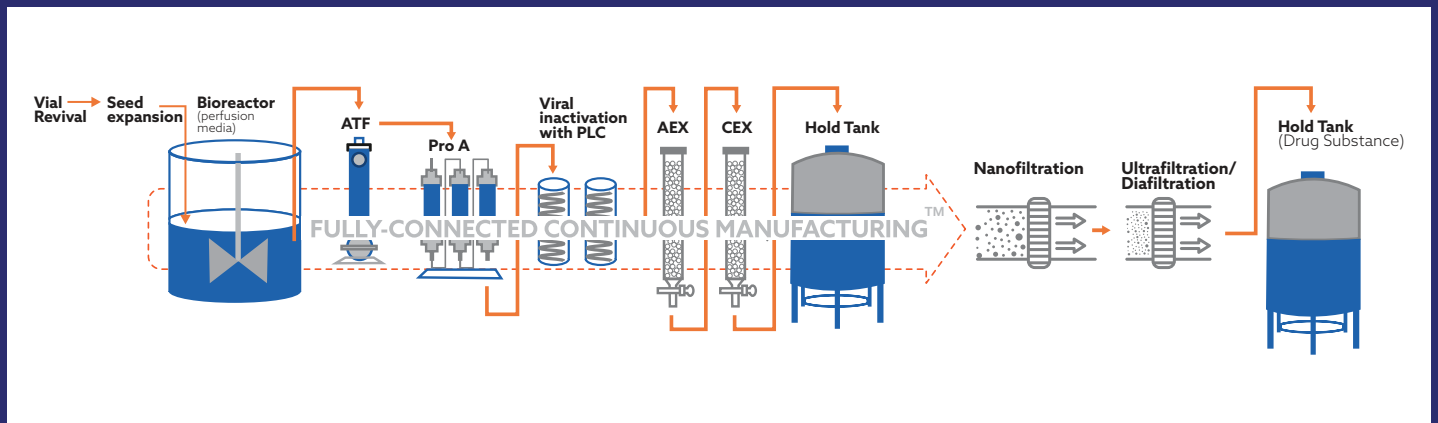 Vial
Revival
Seed
expansion
Bioreactor
(perfusion
media)
ATF
Pro A
Viral
inactivation
with PLC
AEX
CEX
Hold Tank
FULLY-CONNECTED CONTINUOUS MANUFACTURING™
Nanofiltration
Ultrafiltration/
Diafiltration
Hold Tank
(Drug Substance)